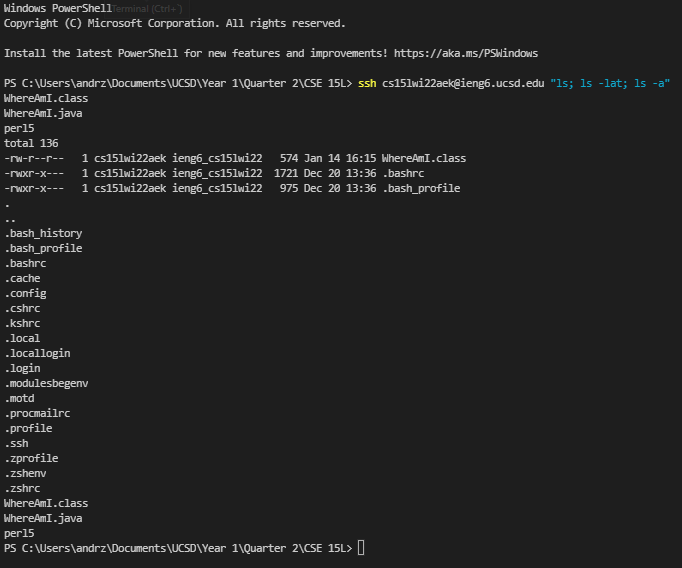 Windows PowerShell Terminal (Ctrl+`)
Copyright (C) Microsoft Corporation. All rights reserved.
Install the latest PowerShell for new features and improvements! https://aka.ms/PSWindows
PS C:\Users\andrz\Documents\UCSD\Year 1\Quarter 2\CSE 15L> ssh cs15lwi22aek@ieng6.ucsd.edu "ls; ls -lat; ls -a"
WhereAmI.class
WhereAmI.java
perl5
total 136
-rw-r--r--   1 cs15lwi22aek ieng6_cs15lwi22   574 Jan 14 16:15 WhereAmI.class
-rwxr-x---   1 cs15lwi22aek ieng6_cs15lwi22  1721 Dec 20 13:36 .bashrc
-rwxr-x---   1 cs15lwi22aek ieng6_cs15lwi22   975 Dec 20 13:36 .bash_profile
.
..
.bash_history
.bash_profile
.bashrc
.cache
.config
.cshrc
.kshrc
.local
.locallogin
.login
.modulesbegenv
.motd
.procmailrc
.profile
.ssh
.zprofile
.zshenv
.zshrc
WhereAmI.class
WhereAmI.java
perl5
PS C:\Users\andrz\Documents\UCSD\Year 1\Quarter 2\CSE 15L>